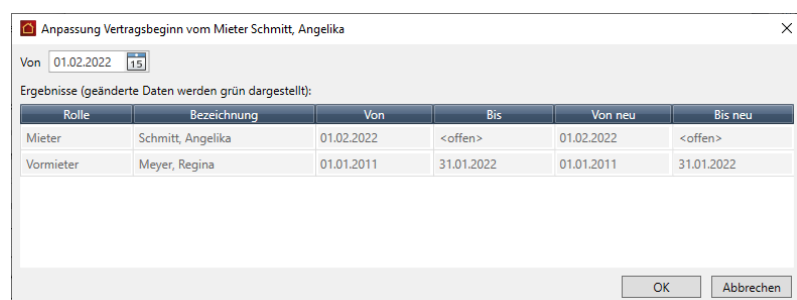 Anpassung Vertragsbeginn vom Mieter Schmitt, Angelika
Von 01.02.2022 15
Ergebnisse (geänderte Daten werden grün dargestellt):
Rolle Bezeichnung Von Bis Von neu Bis neu
Mieter Schmitt, Angelika 01.02.2022 <offen> 01.02.2022 <offen>
Vormieter Meyer, Regina 01.01.2011 31.01.2022 01.01.2011 31.01.2022
OK Abbrechen